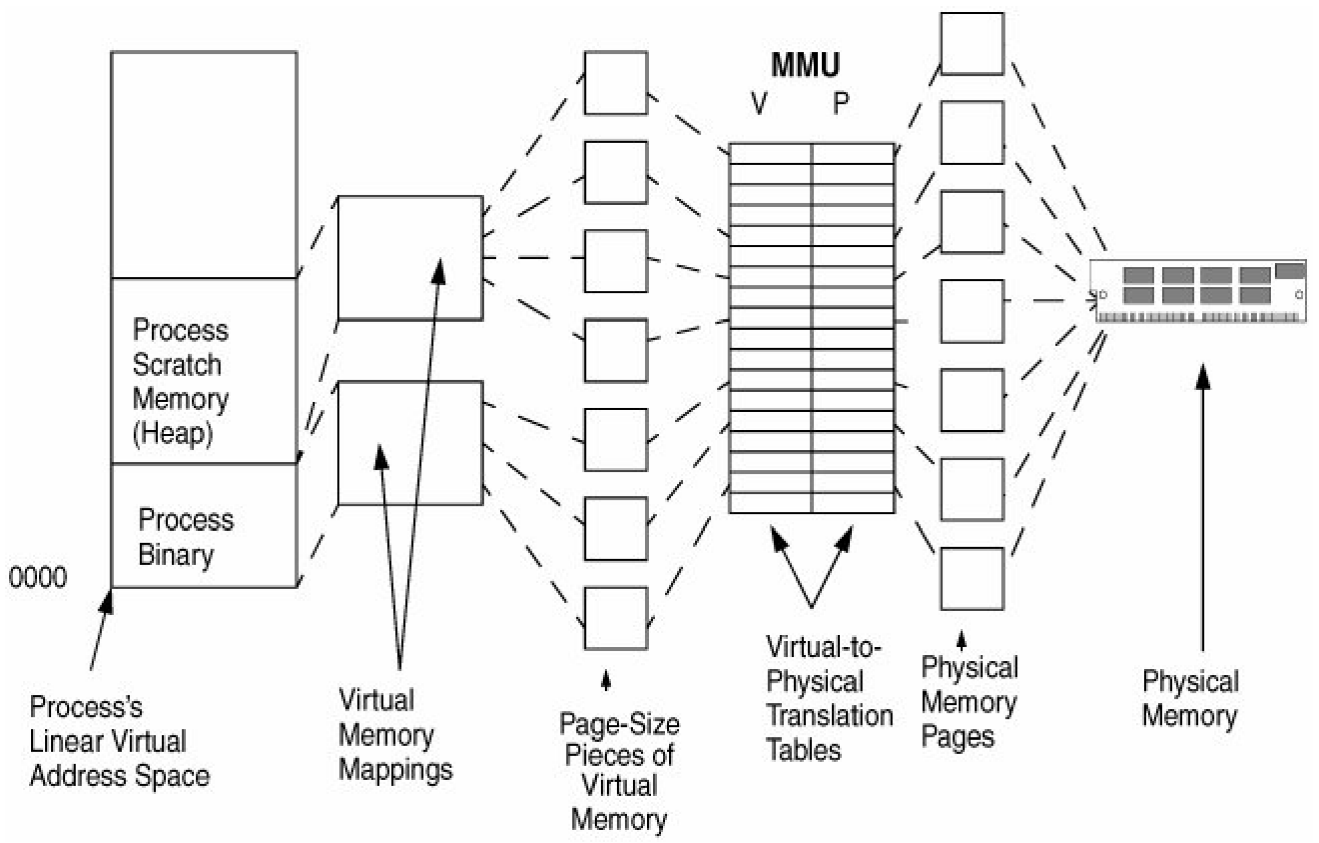 MMU
V P
Process
Scratch
Memory
(Heap)
Process
Binary
0000
Process's
Linear Virtual
Address Space
Virtual
Memory
Mappings
Page-Size
Pieces of
Virtual
Memory
Virtual-to-
Physical
Translation
Tables
Physical
Memory
Pages
Physical
Memory